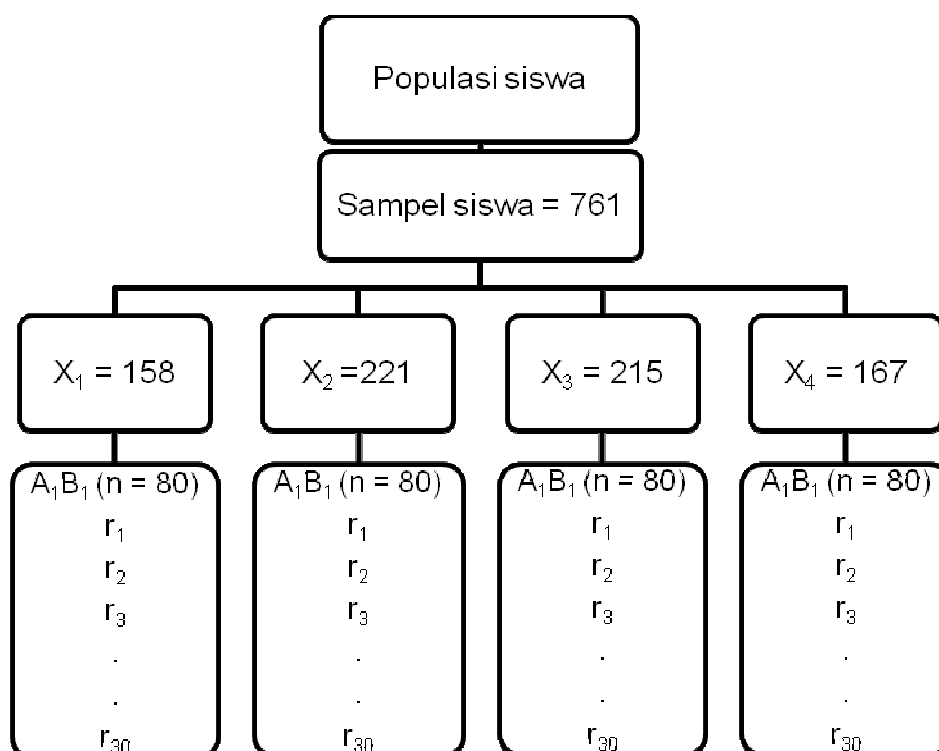 Populasi siswa
Sampel siswa = 761
X₁ = 158
X₂ =221
X₃ = 215
X₄ = 167
A₁B₁ (n = 80)
r₁
r₂
r₃
.
.
r₃₀
A₁B₁ (n = 80)
r₁
r₂
r₃
.
.
r₃₀
A₁B₁ (n = 80)
r₁
r₂
r₃
.
.
r₃₀
A₁B₁ (n = 80)
r₁
r₂
r₃
.
.
r₃₀